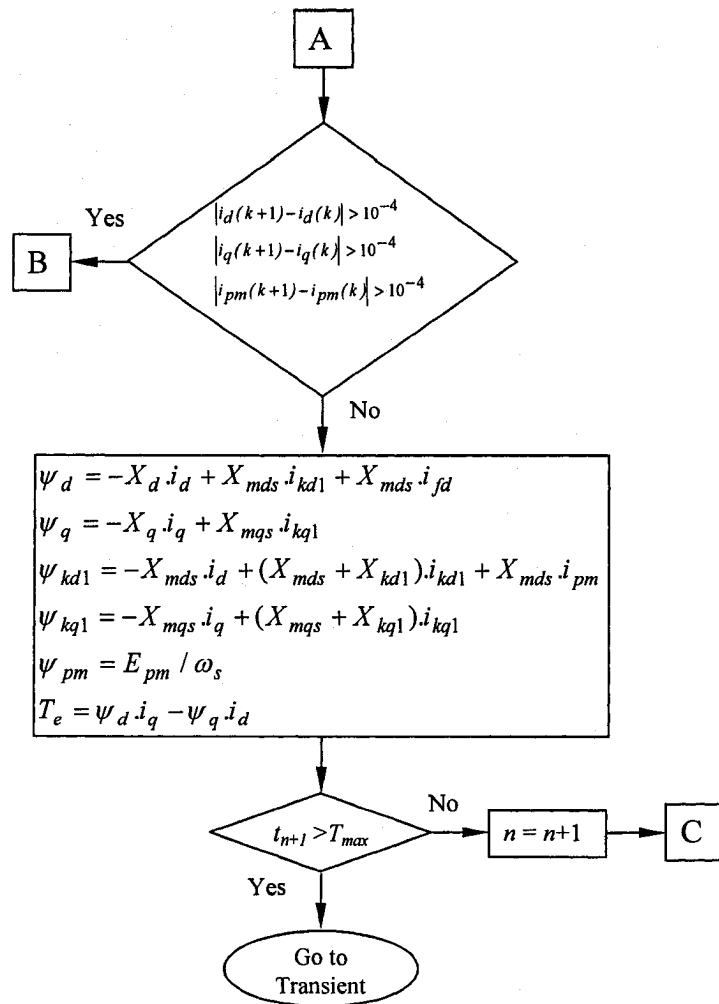 A
Yes
|i_d(k+1)−i_d(k)| > 10^−4
|i_q(k+1)−i_q(k)| > 10^−4
|i_pm(k+1)−i_pm(k)| > 10^−4
B
No
ψ_d = −X_d.i_d + X_mds.i_kd1 + X_mds.i_fd
ψ_q = −X_q.i_q + X_mqs.i_kq1
ψ_kd1 = −X_mds.i_d + (X_mds + X_kd1).i_kd1 + X_mds.i_pm
ψ_kq1 = −X_mqs.i_q + (X_mqs + X_kq1).i_kq1
ψ_pm = E_pm / ω_s
T_e = ψ_d.i_q − ψ_q.i_d
No
t_n+1 > T_max
n = n+1
C
Yes
Go to
Transient